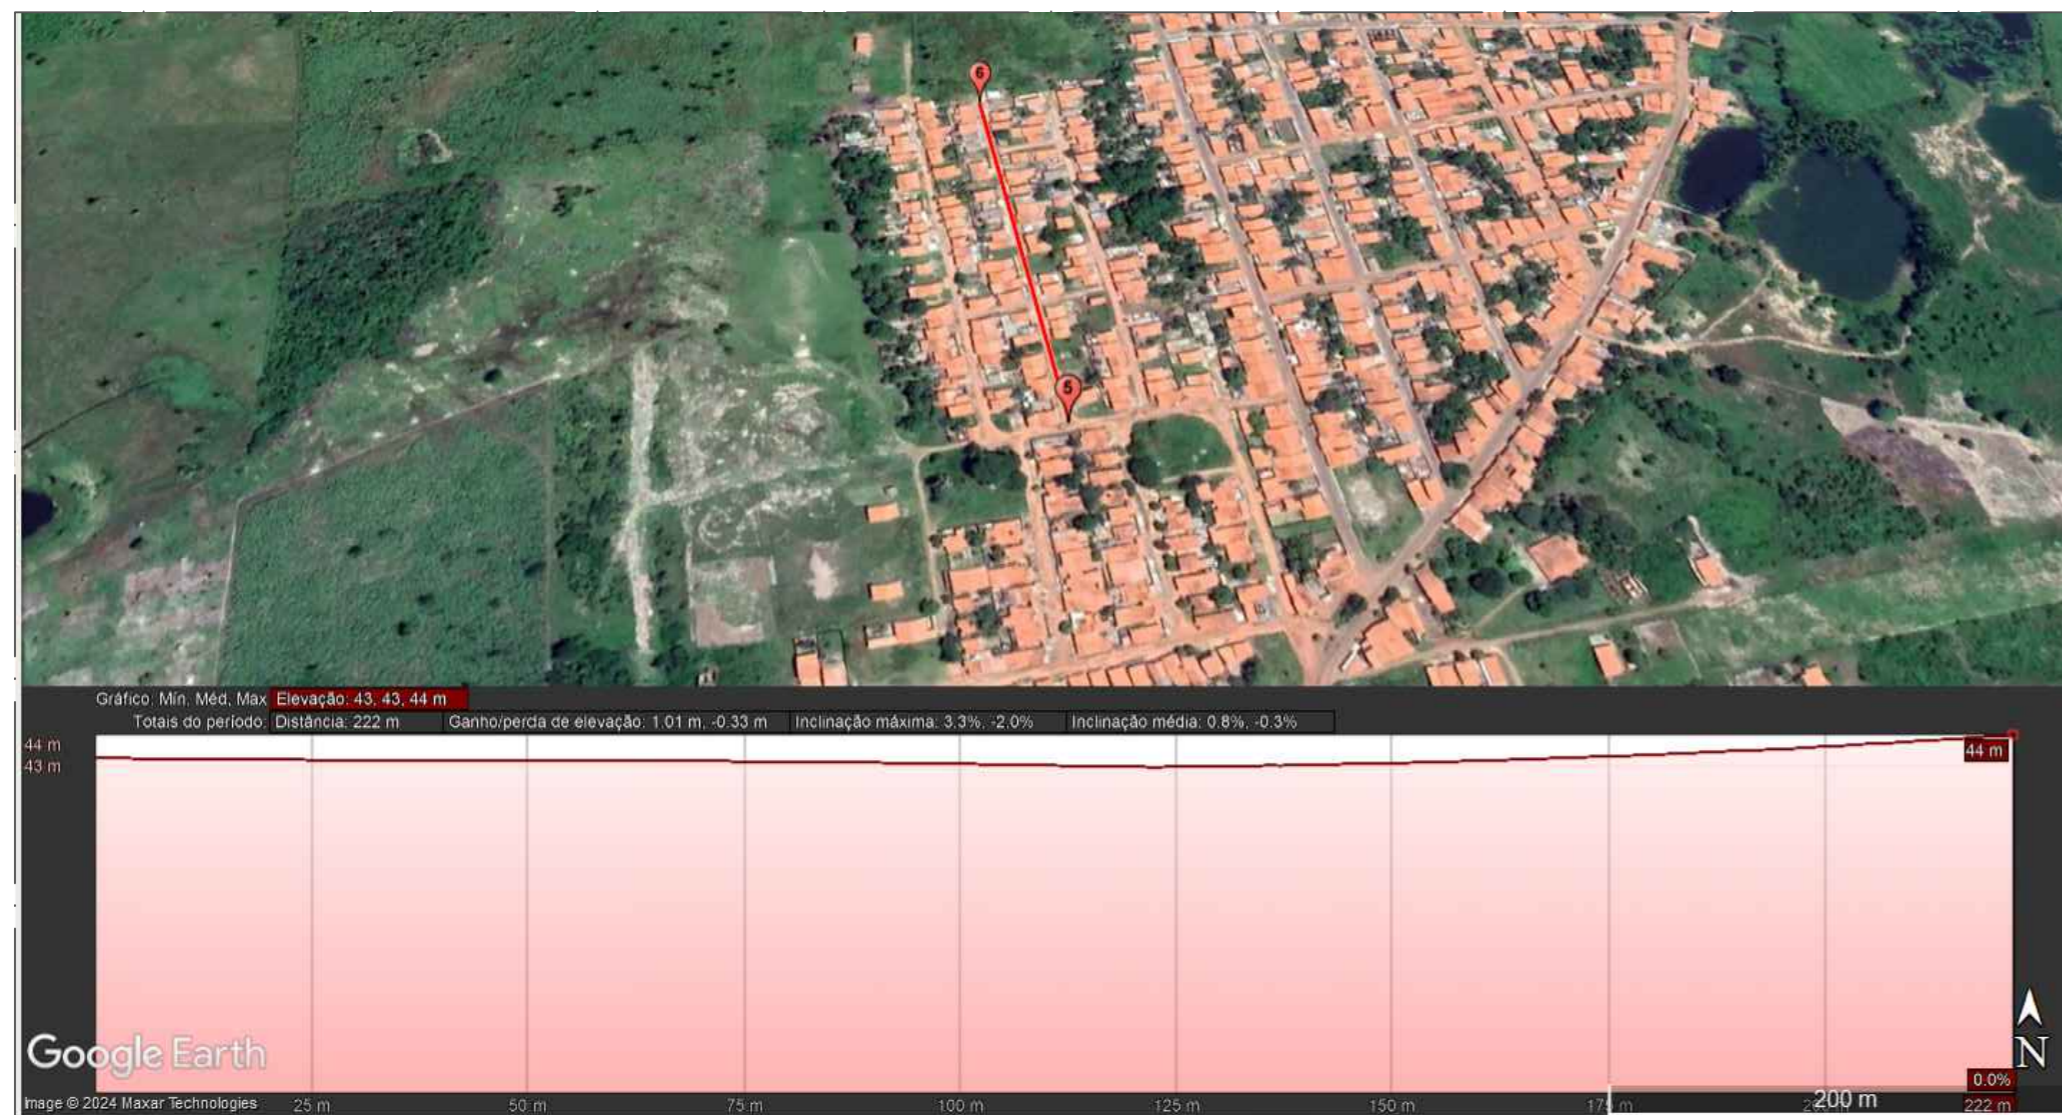 6
5
Gráfico: Mín, Méd, Max Elevação: 43, 43, 44 m
Totais do período: Distância: 222 m Ganho/perda de elevação: 1.01 m, -0.33 m Inclinação máxima: 3.3%, -2.0% Inclinação média: 0.8%, -0.3%
44 m
43 m
44 m
N
Google Earth
0.0%
Image © 2024 Maxar Technologies
25 m 50 m 75 m 100 m 125 m 150 m 175 m 200 m 222 m